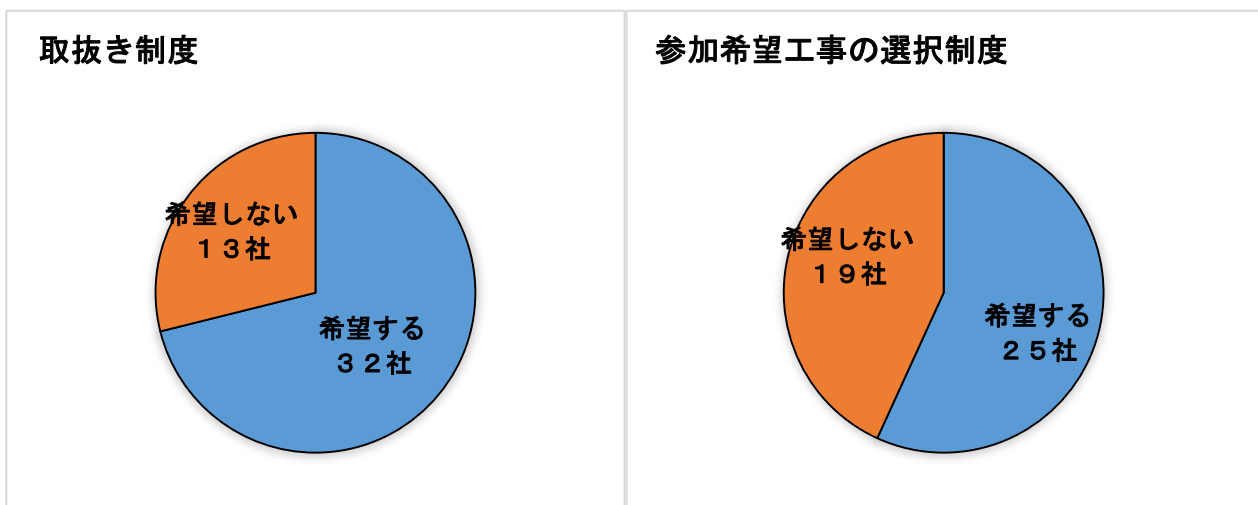 取抜き制度
希望しない
１３社
希望する
３２社
参加希望工事の選択制度
希望しない
１９社
希望する
２５社